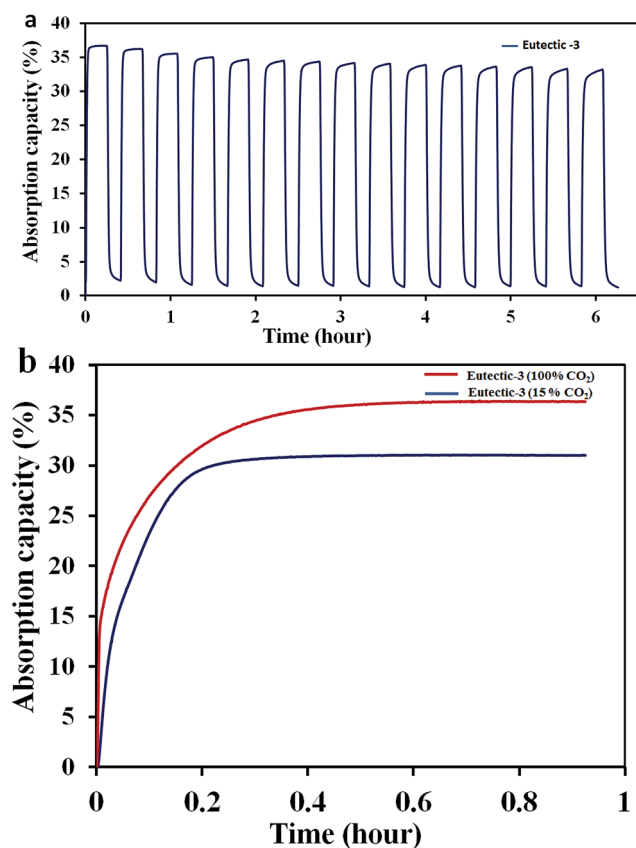 a
Absorption capacity (%)
40
35
30
25
20
15
10
5
0
Eutectic -3
0 1 2 3 4 5 6
Time (hour)
b
Absorption capacity (%)
40
35
30
25
20
15
10
5
0
Eutectic-3 (100% CO₂)
Eutectic-3 (15 % CO₂)
0 0.2 0.4 0.6 0.8 1
Time (hour)